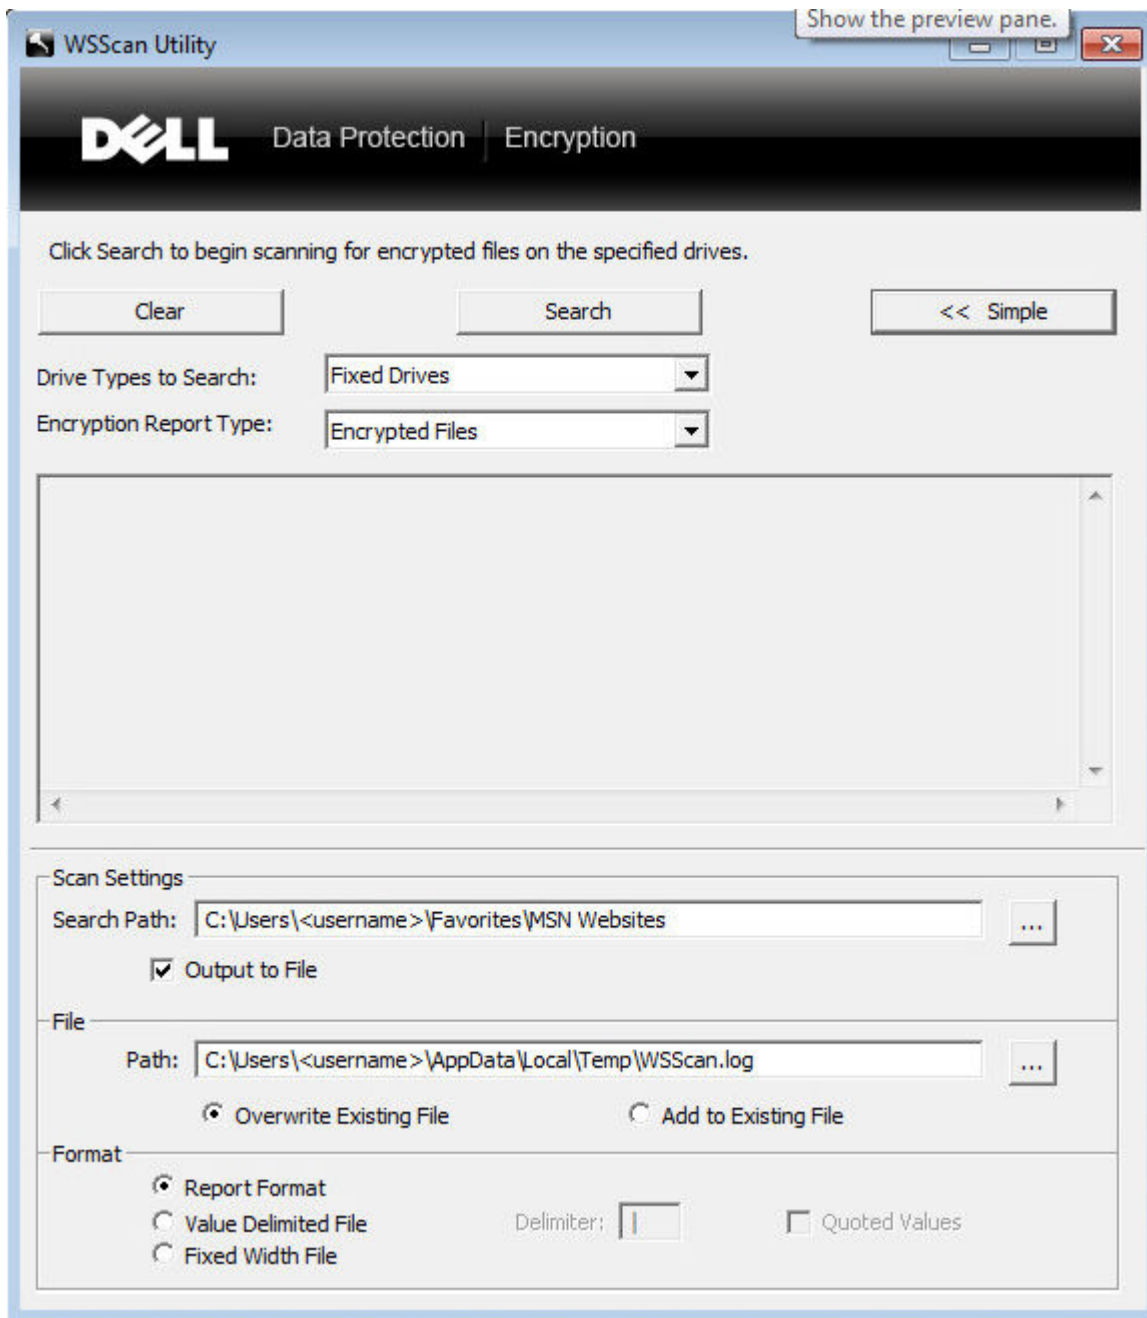 Show the preview pane.
WSScan Utility
DELL Data Protection | Encryption
Click Search to begin scanning for encrypted files on the specified drives.
Clear Search << Simple
Drive Types to Search: Fixed Drives
Encryption Report Type: Encrypted Files
Scan Settings
Search Path: C:\Users\<username>\Favorites\MSN Websites ...
Output to File
File
Path: C:\Users\<username>\AppData\Local\Temp\WSScan.log ...
Overwrite Existing File Add to Existing File
Format
Report Format
Value Delimited File Delimiter: | Quoted Values
Fixed Width File